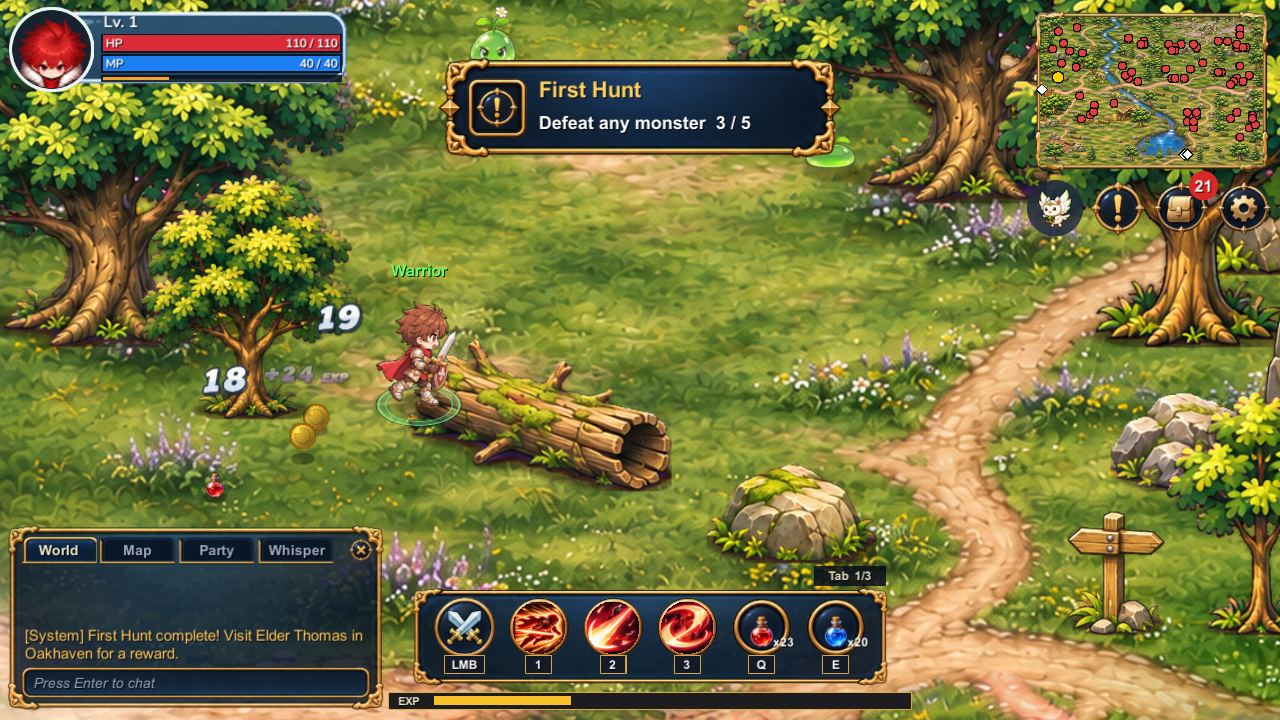 Lv. 1
HP 110 / 110
MP 40 / 40
First Hunt
Defeat any monster 3 / 5
21
Warrior
19
18
+24 EXP
World Map Party Whisper
[System] First Hunt complete! Visit Elder Thomas in
Oakhaven for a reward.
Press Enter to chat
Tab 1/3
x23
x20
LMB 1 2 3 Q E
EXP